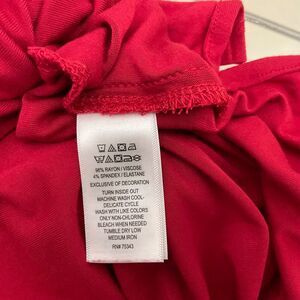 96% RAYON / VISCOSE
4% SPANDEX / ELASTANE
EXCLUSIVE OF DECORATION
TURN INSIDE OUT
MACHINE WASH COOL-
DELICATE CYCLE
WASH WITH LIKE COLORS
ONLY NON-CHLORINE
BLEACH WHEN NEEDED
TUMBLE DRY LOW
MEDIUM IRON
RN# 75343